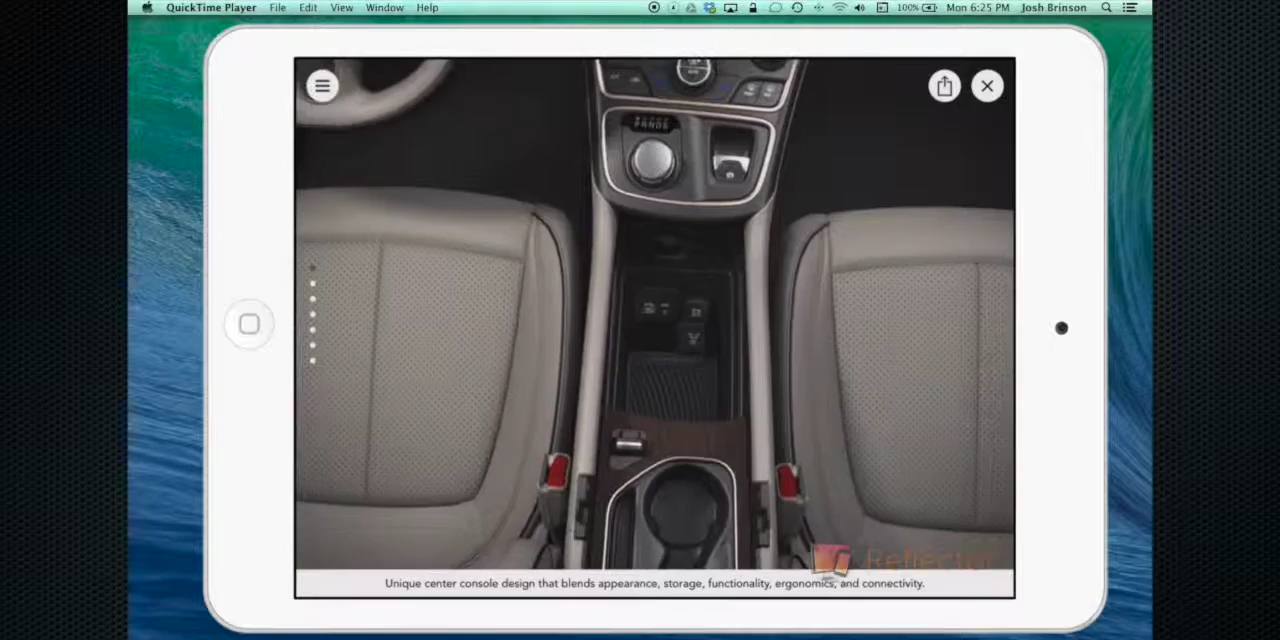 QuickTime Player File Edit View Window Help 100% Mon 6:25 PM Josh Brinson
PRNDS
Reflector
Unique center console design that blends appearance, storage, functionality, ergonomics, and connectivity.